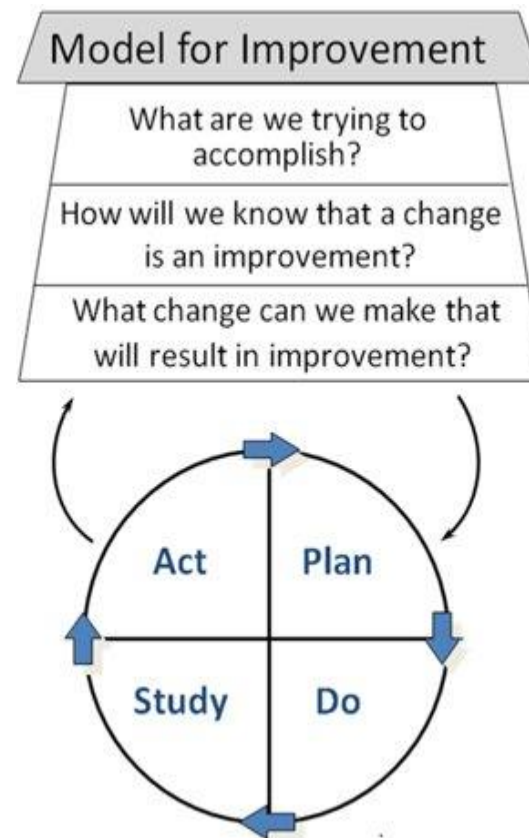 Model for Improvement
What are we trying to
accomplish?
How will we know that a change
is an improvement?
What change can we make that
will result in improvement?
Act
Plan
Study
Do